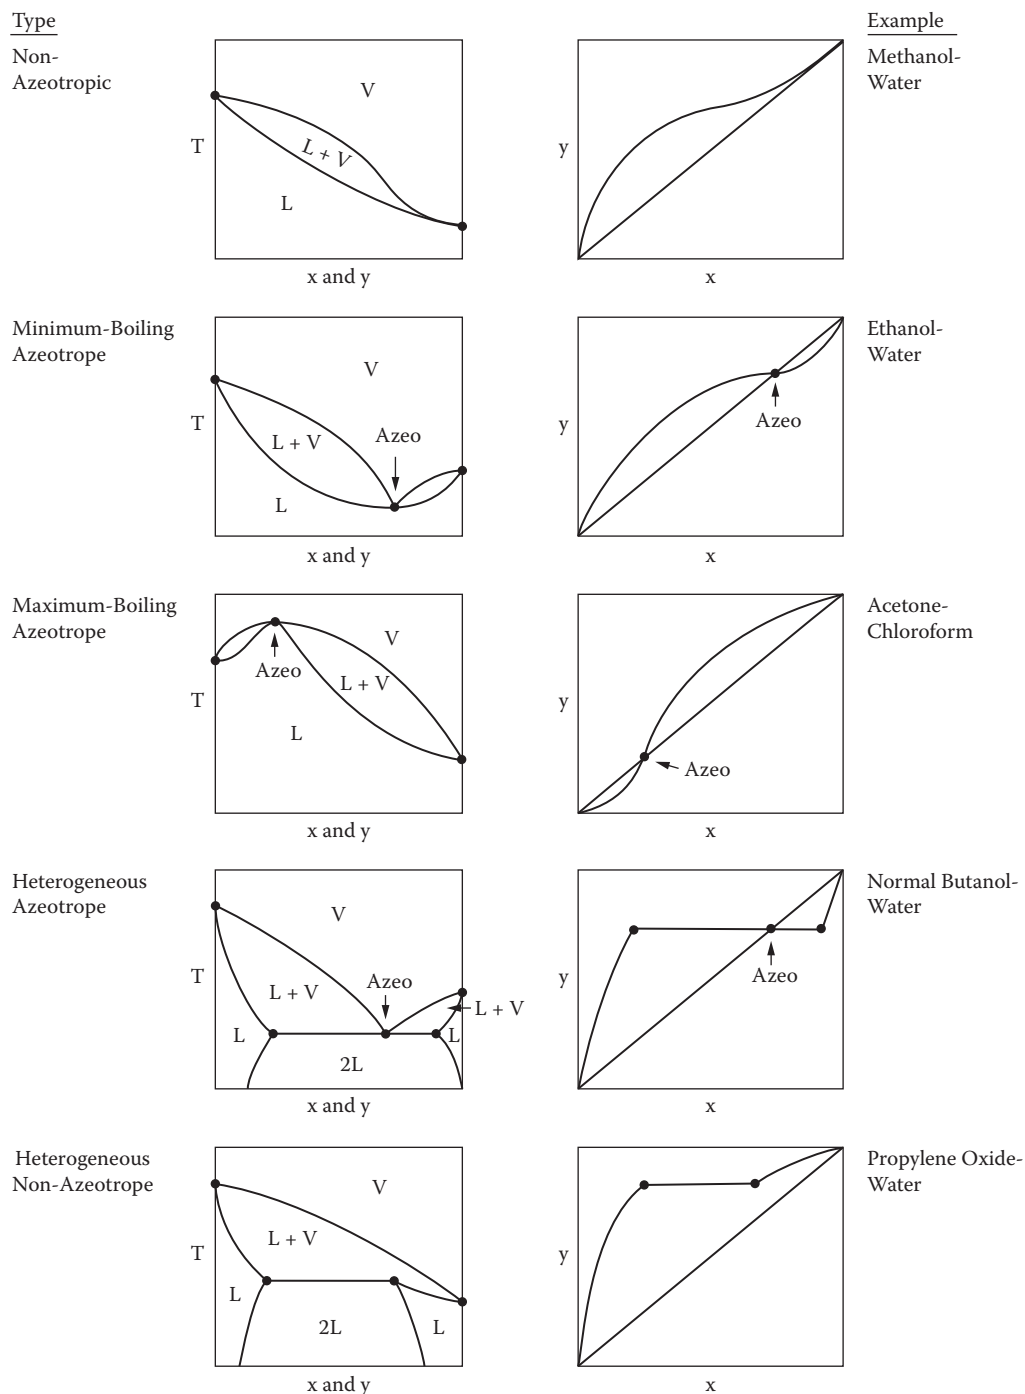 Type
Example
Non-
Azeotropic
T
V
L + V
L
x and y
y
x
Methanol-
Water
Minimum-Boiling
Azeotrope
T
V
L + V
Azeo
L
x and y
y
Azeo
x
Ethanol-
Water
Maximum-Boiling
Azeotrope
T
V
Azeo
L + V
L
x and y
y
Azeo
x
Acetone-
Chloroform
Heterogeneous
Azeotrope
T
V
L + V
Azeo
L + V
L
L
2L
x and y
y
Azeo
x
Normal Butanol-
Water
Heterogeneous
Non-Azeotrope
T
V
L + V
L
2L
L
x and y
y
x
Propylene Oxide-
Water